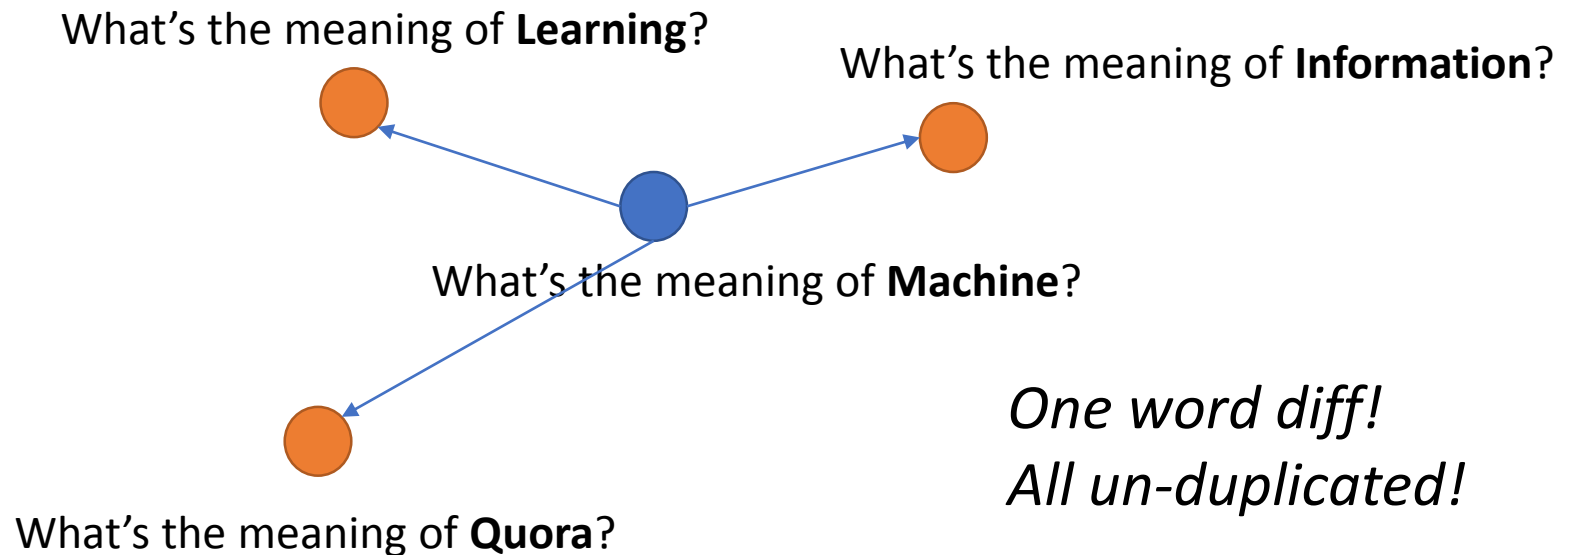 What’s the meaning of Learning?
What’s the meaning of Information?
What’s the meaning of Machine?
One word diff!
All un-duplicated!
What’s the meaning of Quora?